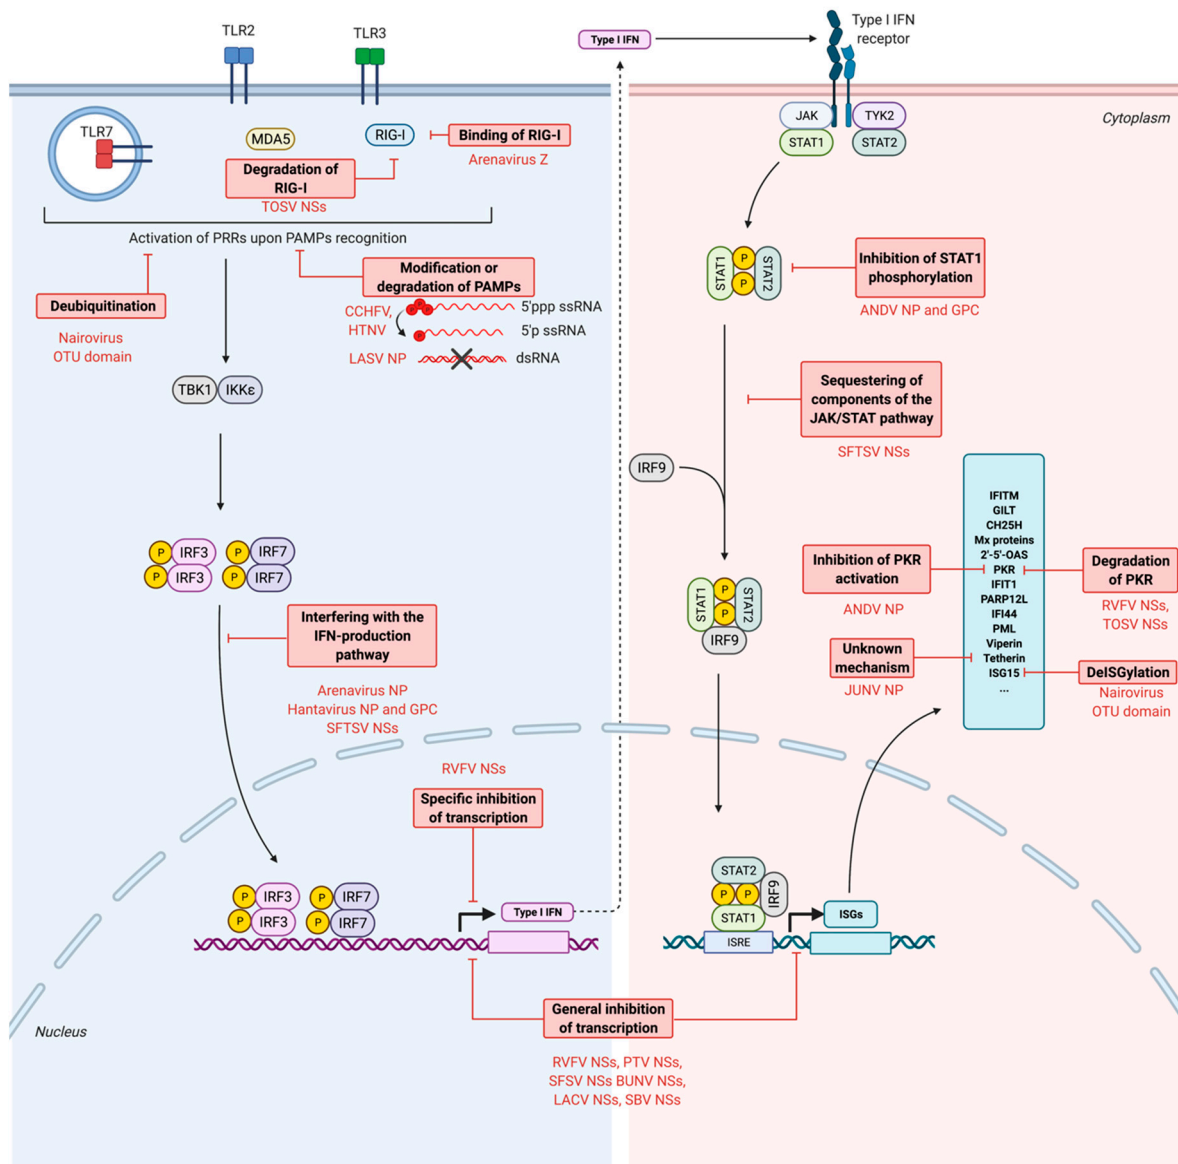 TLR2
TLR3
Type I IFN
Type I IFN
receptor
TLR7
MDA5
RIG-I
Binding of RIG-I
Arenavirus Z
Degradation of
RIG-I
TOSV NSs
Activation of PRRs upon PAMPs recognition
Deubiquitination
Nairovirus
OTU domain
Modification or
degradation of PAMPs
CCHFV,
HTNV
P
5'ppp ssRNA
P
5'p ssRNA
LASV NP
dsRNA
TBK1
IKKε
P
IRF3
P
IRF3
P
IRF7
P
IRF7
Interfering with the
IFN-production
pathway
Arenavirus NP
Hantavirus NP and GPC
SFTSV NSs
RVFV NSs
Specific inhibition
of transcription
P
IRF3
P
IRF3
P
IRF7
P
IRF7
Type I IFN
Nucleus
General inhibition
of transcription
RVFV NSs, PTV NSs,
SFSV NSs BUNV NSs,
LACV NSs, SBV NSs
JAK
TYK2
STAT1
STAT2
Cytoplasm
STAT1
P
P
STAT2
Inhibition of STAT1
phosphorylation
ANDV NP and GPC
Sequestering of
components of the
JAK/STAT pathway
SFTSV NSs
IRF9
STAT1
P
P
STAT2
IRF9
Inhibition of PKR
activation
ANDV NP
Unknown
mechanism
JUNV NP
IFITM
GILT
CH25H
Mx proteins
2'-5'-OAS
PKR
IFIT1
PARP12L
IFI44
PML
Viperin
Tetherin
ISG15
...
Degradation
of PKR
RVFV NSs,
TOSV NSs
DeISGylation
Nairovirus
OTU domain
STAT2
P
P
STAT1
IRF9
ISRE
ISGs